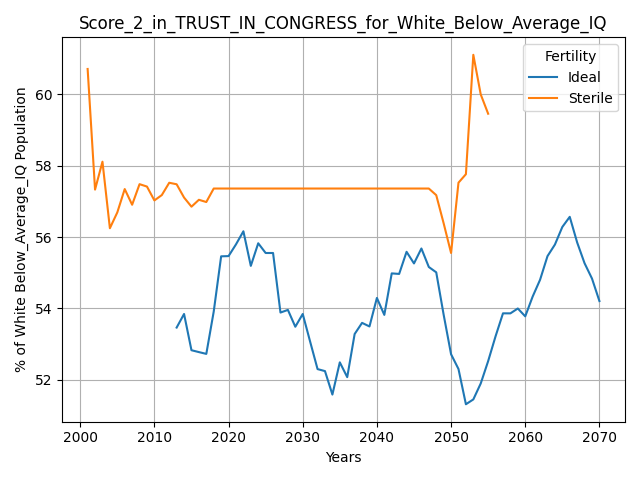 Score_2_in_TRUST_IN_CONGRESS_for_White_Below_Average_IQ
Fertility
Ideal
Sterile
% of White Below_Average_IQ Population
60
58
56
54
52
2000 2010 2020 2030 2040 2050 2060 2070
Years